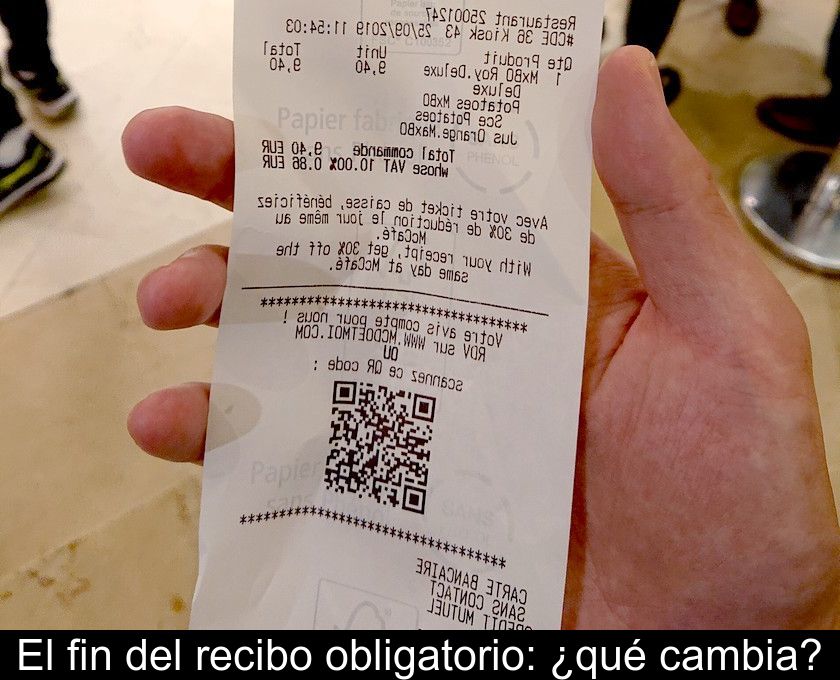 Restaurant 25001247
#CDE 36 Kiosk 43 25/09/2019 11:54:03
Qte Produit Unit Total
1 MxBO Roy.Deluxe 9,40 9,40
Deluxe
Potatoes MxBO
Sce Potatoes
Jus Orange.MaxBO
Total commande 9,40 EUR
whose VAT 10.00% 0.86 EUR
Avec votre ticket de caisse, bénéficiez
de 30% de réduction le jour même au
McCafé.
With your receipt, get 30% off the
same day at McCafé.
************************************
Votre avis compte pour nous !
RDV sur WWW.MCDOETMOI.COM
OU
scannez ce QR code :
************************************
CARTE BANCAIRE
SANS CONTACT
CREDIT MUTUEL
Papier
PHENOL
Papier
SANS
El fin del recibo obligatorio: ¿qué cambia?